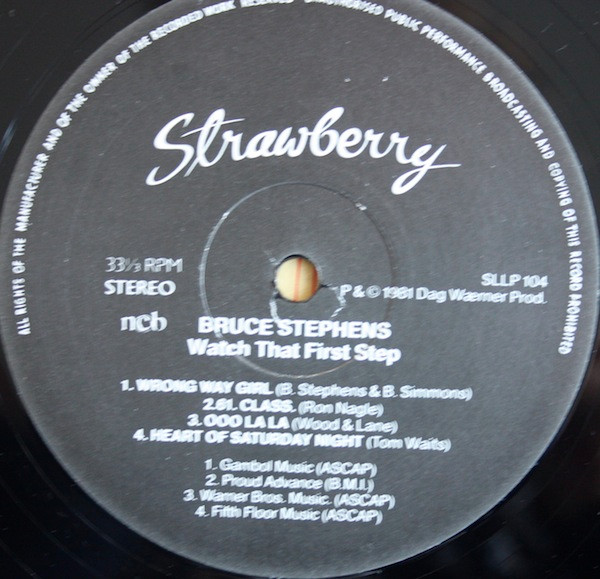 ALL RIGHTS OF THE MANUFACTURER AND OF THE OWNER OF THE RECORDED WORK RESERVED UNAUTHORISED PUBLIC PERFORMANCE BROADCASTING AND COPYING OF THIS RECORD PROHIBITED
Strawberry
33⅓ RPM
STEREO
ncb
SLLP 104
P & © 1981 Dag Wærner Prod.
BRUCE STEPHENS
Watch That First Step
1. WRONG WAY GIRL (B. Stephens & B. Simmons)
2.61. CLASS. (Ron Nagle)
3. OOO LA LA (Wood & Lane)
4. HEART OF SATURDAY NIGHT (Tom Waits)
1. Gambol Music (ASCAP)
2. Proud Advance (B.M.I.)
3. Warner Bros. Music. (ASCAP)
4. Fifth Floor Music (ASCAP)